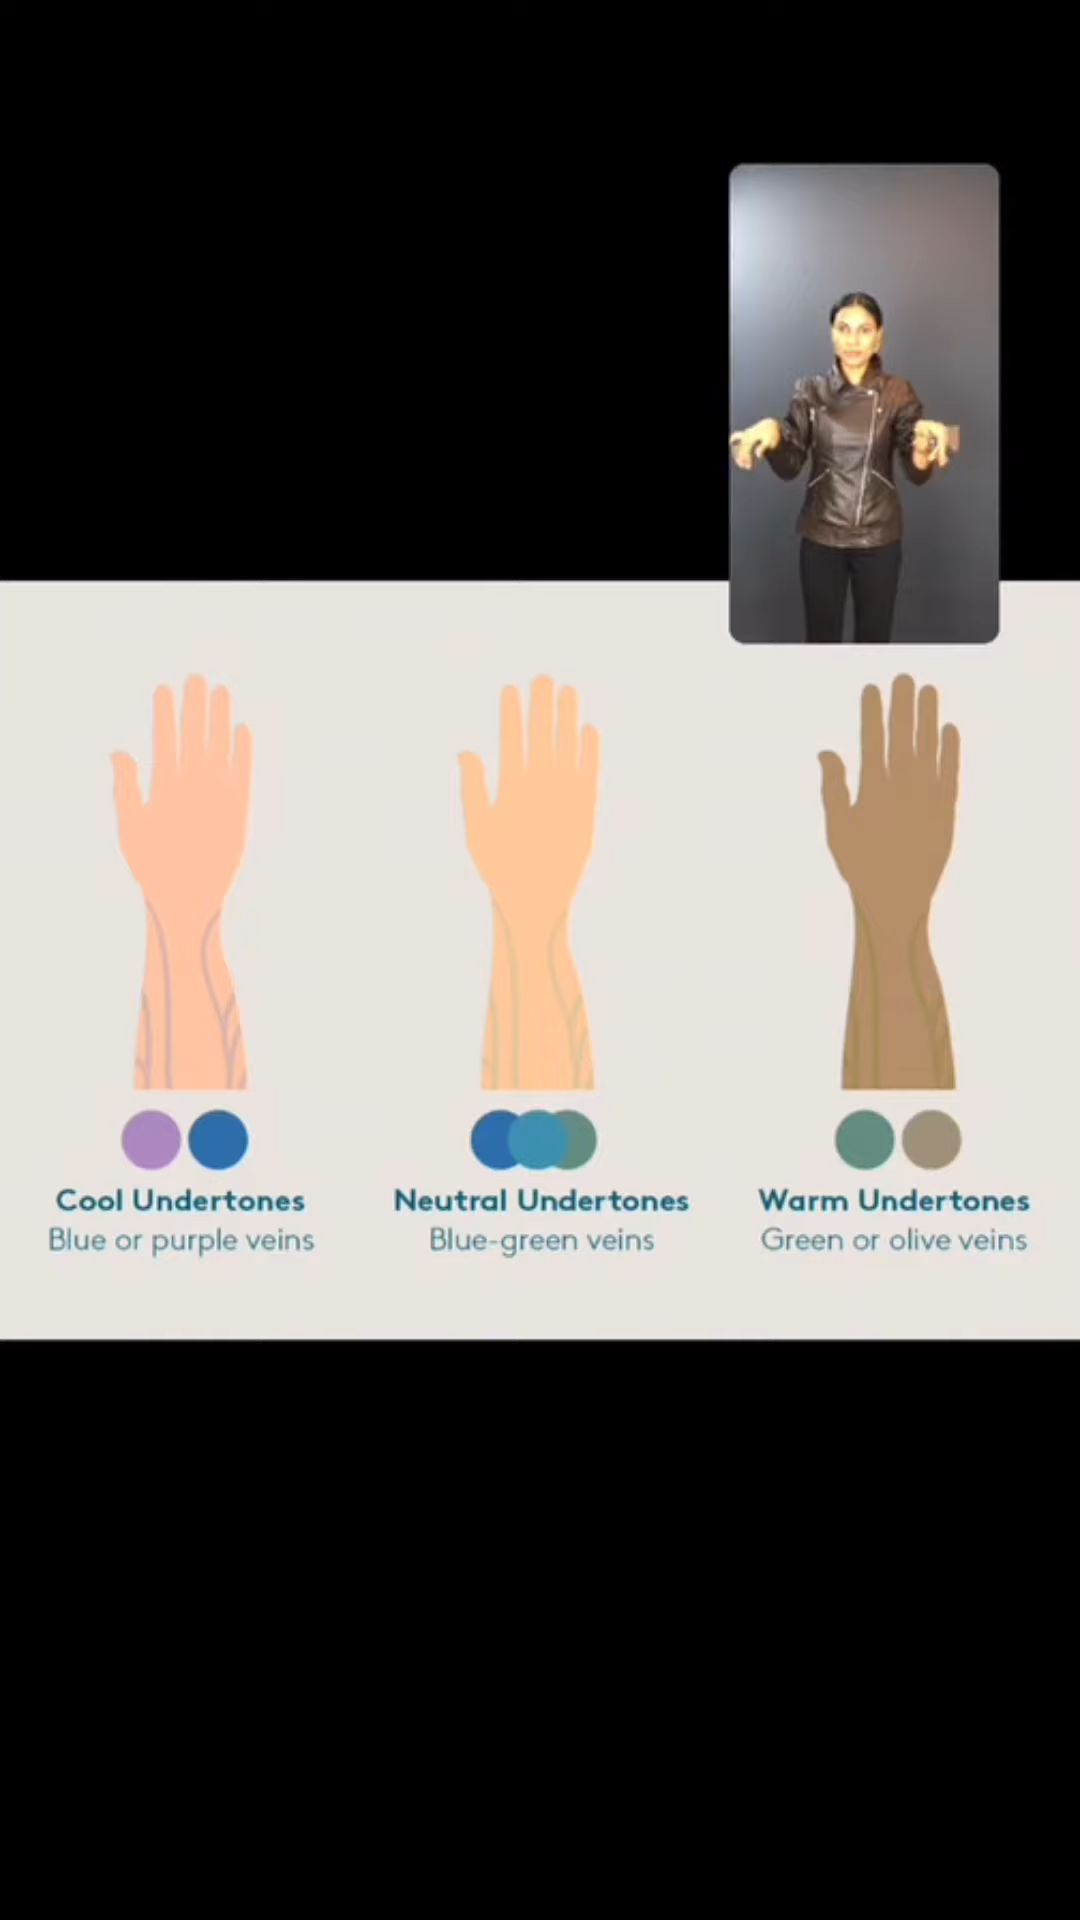 Cool Undertones
Blue or purple veins
Neutral Undertones
Blue-green veins
Warm Undertones
Green or olive veins